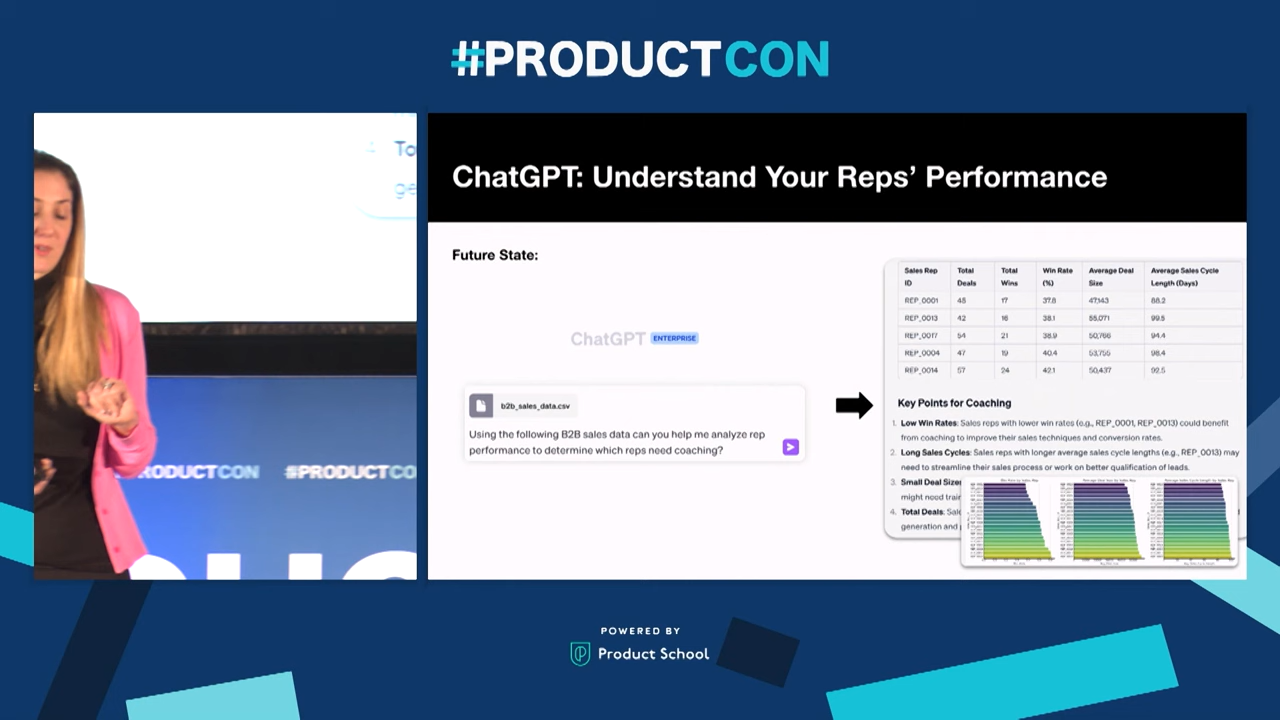 #PRODUCTCON
To
ge
RODUCTCON
#PRODUCTCO
ChatGPT: Understand Your Reps’ Performance
Future State:
ChatGPT ENTERPRISE
b2b_sales_data.csv
Using the following B2B sales data can you help me analyze rep
performance to determine which reps need coaching?
Sales Rep ID Total Deals Total Wins Win Rate (%) Average Deal Size Average Sales Cycle Length (Days)
REP_0001 45 17 37.8 47,143 88.2
REP_0013 42 16 38.1 55,071 99.5
REP_0017 54 21 38.9 50,766 94.4
REP_0004 47 19 40.4 53,755 98.4
REP_0014 57 24 42.1 50,437 92.5
Key Points for Coaching
1. Low Win Rates: Sales reps with lower win rates (e.g., REP_0001, REP_0013) could benefit
from coaching to improve their sales techniques and conversion rates.
2. Long Sales Cycles: Sales reps with longer average sales cycle lengths (e.g., REP_0013) may
need to streamline their sales process or work on better qualification of leads.
3. Small Deal Sizes
might need train
4. Total Deals: Sale
generation and
POWERED BY
Product School